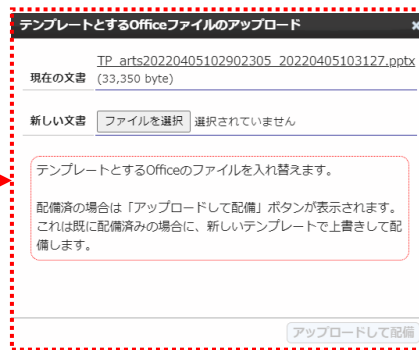 テンプレートとするOfficeファイルのアップロード ×
TP_arts20220405102902305_20220405103127.pptx
現在の文書 (33,350 byte)
新しい文書 ファイルを選択 選択されていません
テンプレートとするOfficeのファイルを入れ替えます。
配備済の場合は「アップロードして配備」ボタンが表示されます。
これは既に配備済みの場合に、新しいテンプレートで上書きして配
備します。
アップロードして配備